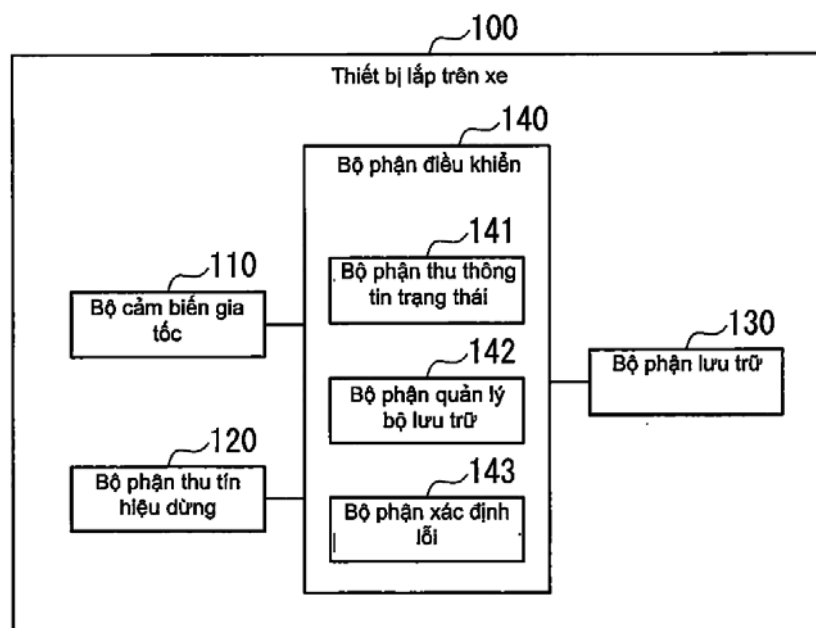 100
Thiết bị lắp trên xe
140
Bộ phận điều khiển
141
Bộ phận thu thông
tin trạng thái
110
Bộ cảm biến gia
tốc
142
Bộ phận quản lý
bộ lưu trữ
130
Bộ phận lưu trữ
120
Bộ phận thu tín
hiệu dừng
143
Bộ phận xác định
lỗi